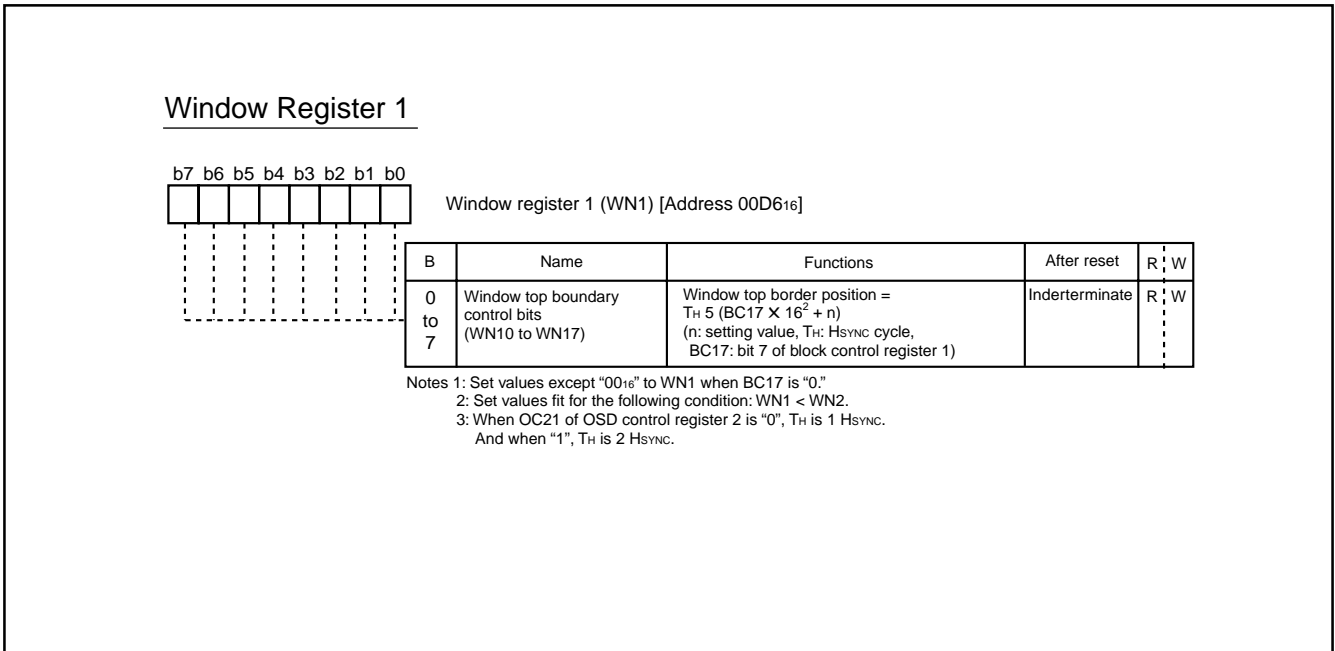 Window Register 1
b7 b6 b5 b4 b3 b2 b1 b0
Window register 1 (WN1) [Address 00D6₁₆]
B Name Functions After reset R W
0 to 7
Window top boundary
control bits
(WN10 to WN17)
Window top border position =
TH 5 (BC17 ✕ 16² + n)
(n: setting value, TH: HSYNC cycle,
BC17: bit 7 of block control register 1)
Inderterminate R W
Notes 1: Set values except “00₁₆” to WN1 when BC17 is “0.”
2: Set values fit for the following condition: WN1 < WN2.
3: When OC21 of OSD control register 2 is “0”, TH is 1 HSYNC.
And when “1”, TH is 2 HSYNC.